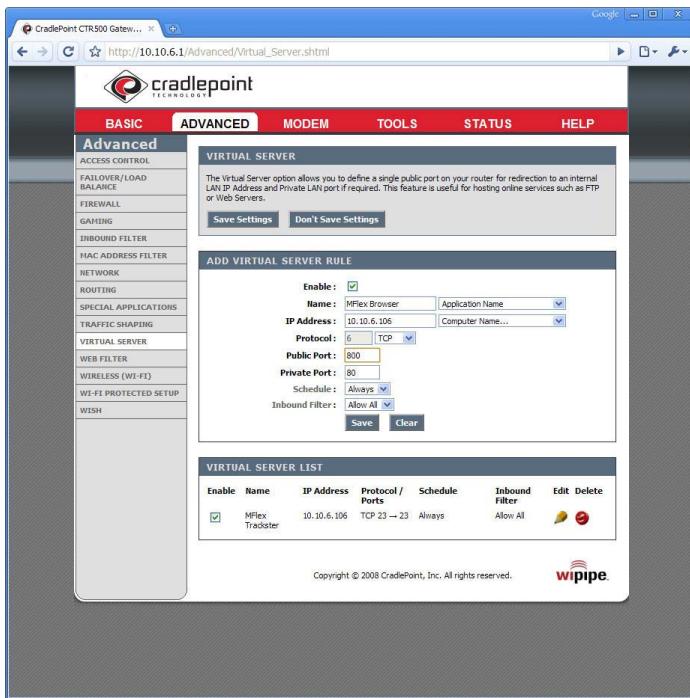 Google
CradlePoint CTR500 Gatew...
http://10.10.6.1/Advanced/Virtual_Server.shtml
cradlepoint
TECHNOLOGY
BASIC ADVANCED MODEM TOOLS STATUS HELP
Advanced
ACCESS CONTROL
FAILOVER/LOAD
BALANCE
FIREWALL
GAMING
INBOUND FILTER
MAC ADDRESS FILTER
NETWORK
ROUTING
SPECIAL APPLICATIONS
TRAFFIC SHAPING
VIRTUAL SERVER
WEB FILTER
WIRELESS (WI-FI)
WI-FI PROTECTED SETUP
WISH
VIRTUAL SERVER
The Virtual Server option allows you to define a single public port on your router for redirection to an internal
LAN IP Address and Private LAN port if required. This feature is useful for hosting online services such as FTP
or Web Servers.
Save Settings Don't Save Settings
ADD VIRTUAL SERVER RULE
Enable :
Name : MFlex Browser Application Name
IP Address : 10.10.6.106 Computer Name...
Protocol : 6 TCP
Public Port : 800
Private Port : 80
Schedule : Always
Inbound Filter : Allow All
Save Clear
VIRTUAL SERVER LIST
Enable Name IP Address Protocol / Schedule Inbound Edit Delete
Ports Filter
MFlex 10.10.6.106 TCP 23 → 23 Always Allow All
Trackster
Copyright © 2008 CradlePoint, Inc. All rights reserved.
wipipe.